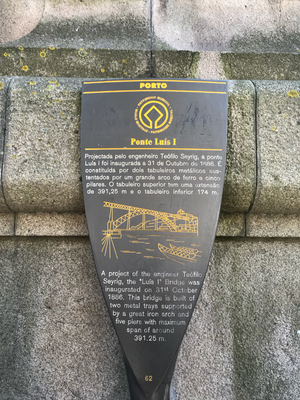 PORTO
Ponte Luís I
Projectada pelo engenheiro Teófilo Seyrig, a ponte
Luís I foi inaugurada a 31 de Outubro de 1886. É
constituída por dois tabuleiros metálicos sus-
tentados por um grande arco de ferro e cinco
pilares. O tabuleiro superior tem uma extensão
de 391,25 m e o tabuleiro inferior 174 m.
A project of the engineer Teófilo
Seyrig, the "Luís I" Bridge was
inaugurated on 31st October
1886. This bridge is built of
two metal trays supported
by a great iron arch and
five piers with maximum
span of around
391.25 m.
62